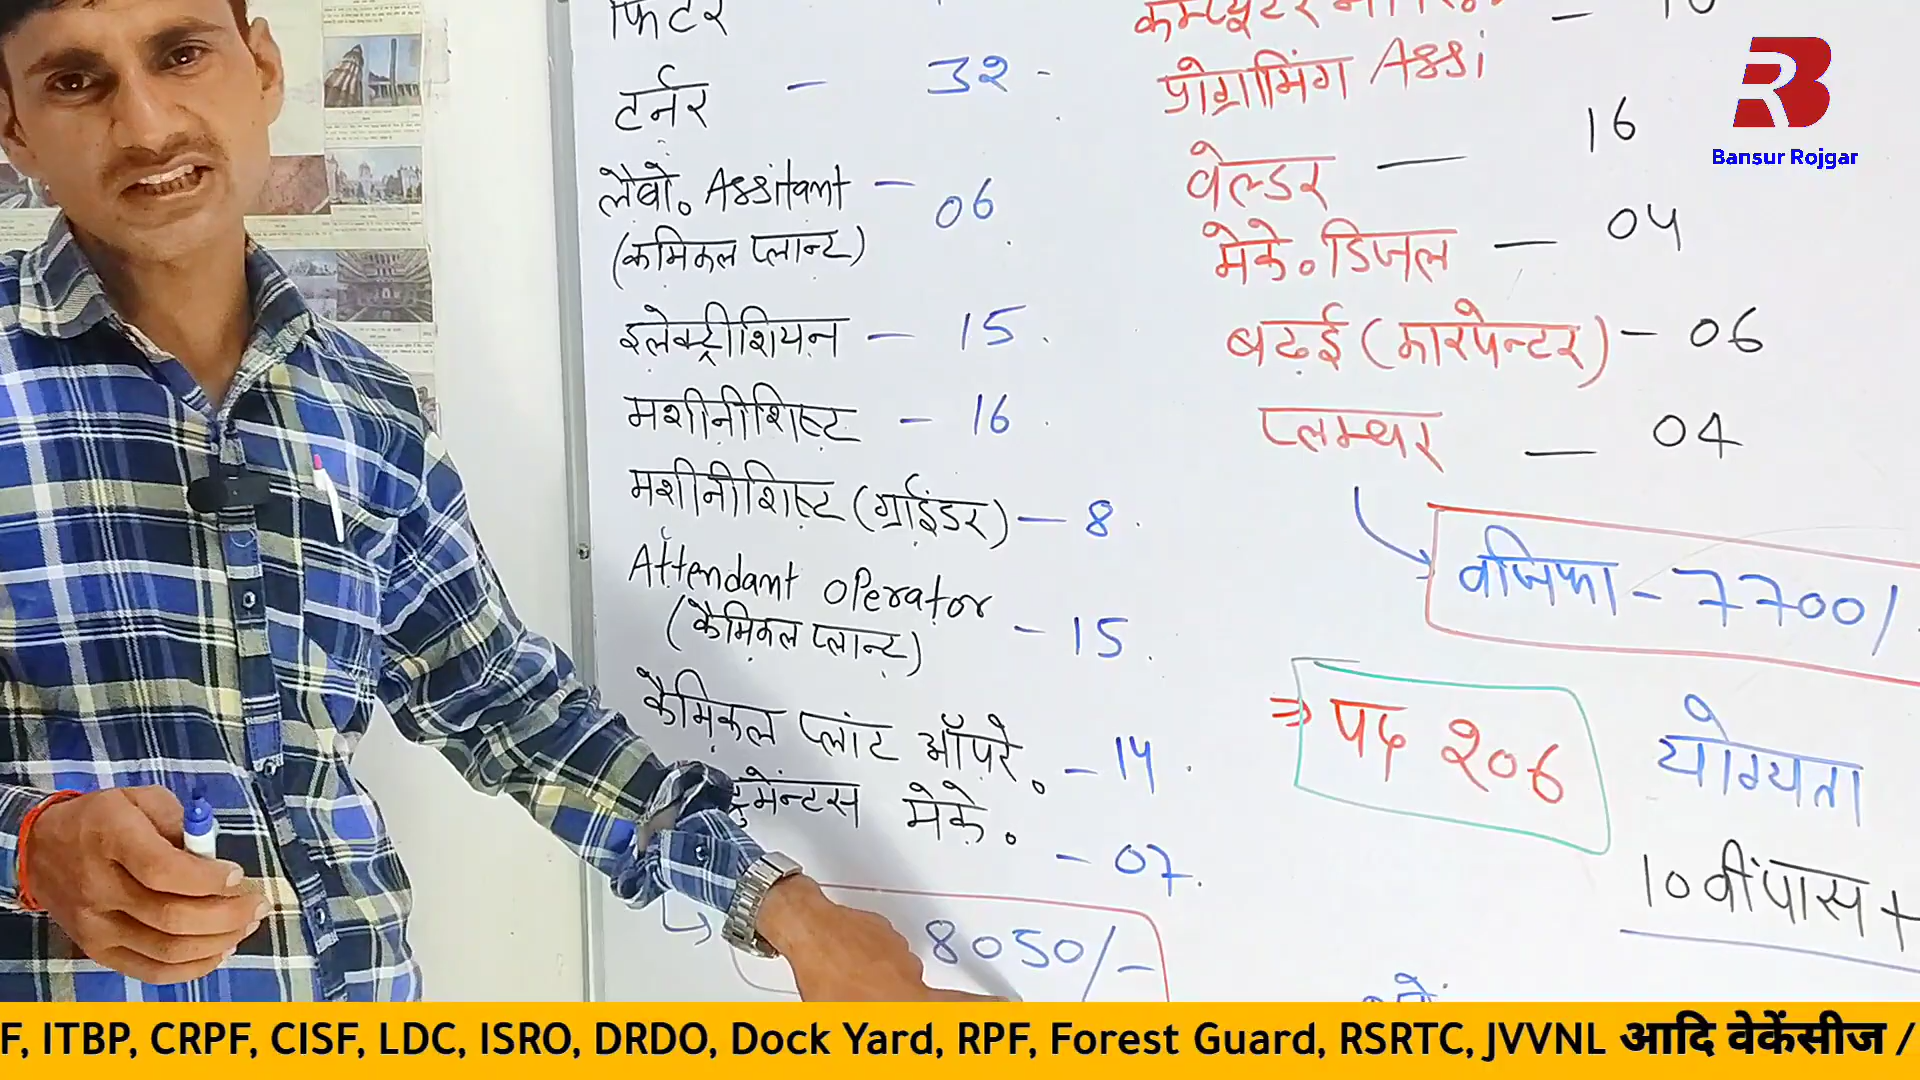 फिटर
टर्नर - 32 -
लैबो. Assitant - 06
(कमिकल प्लान्ट)
इलेक्ट्रीशियन - 15.
मशीनीशिष्ट - 16.
मशीनीशिष्ट (ग्राईंडर) - 8.
Attendant operator
(कैमिकल प्लान्ट) - 15.
कैमिकल प्लांट ऑपरे. - 14.
मेके. - 07.
8050/-
प्रोग्रामिंग Assi
वेल्डर - 16
मेके. डिजल - 04
बढ़ई (कारपेन्टर) - 06
प्लम्बर - 04
वजिफा - 7700/
⇒ पद २०६
योग्यता
10वींपास +
Bansur Rojgar
F, ITBP, CRPF, CISF, LDC, ISRO, DRDO, Dock Yard, RPF, Forest Guard, RSRTC, JVVNL आदि वेकेंसीज /